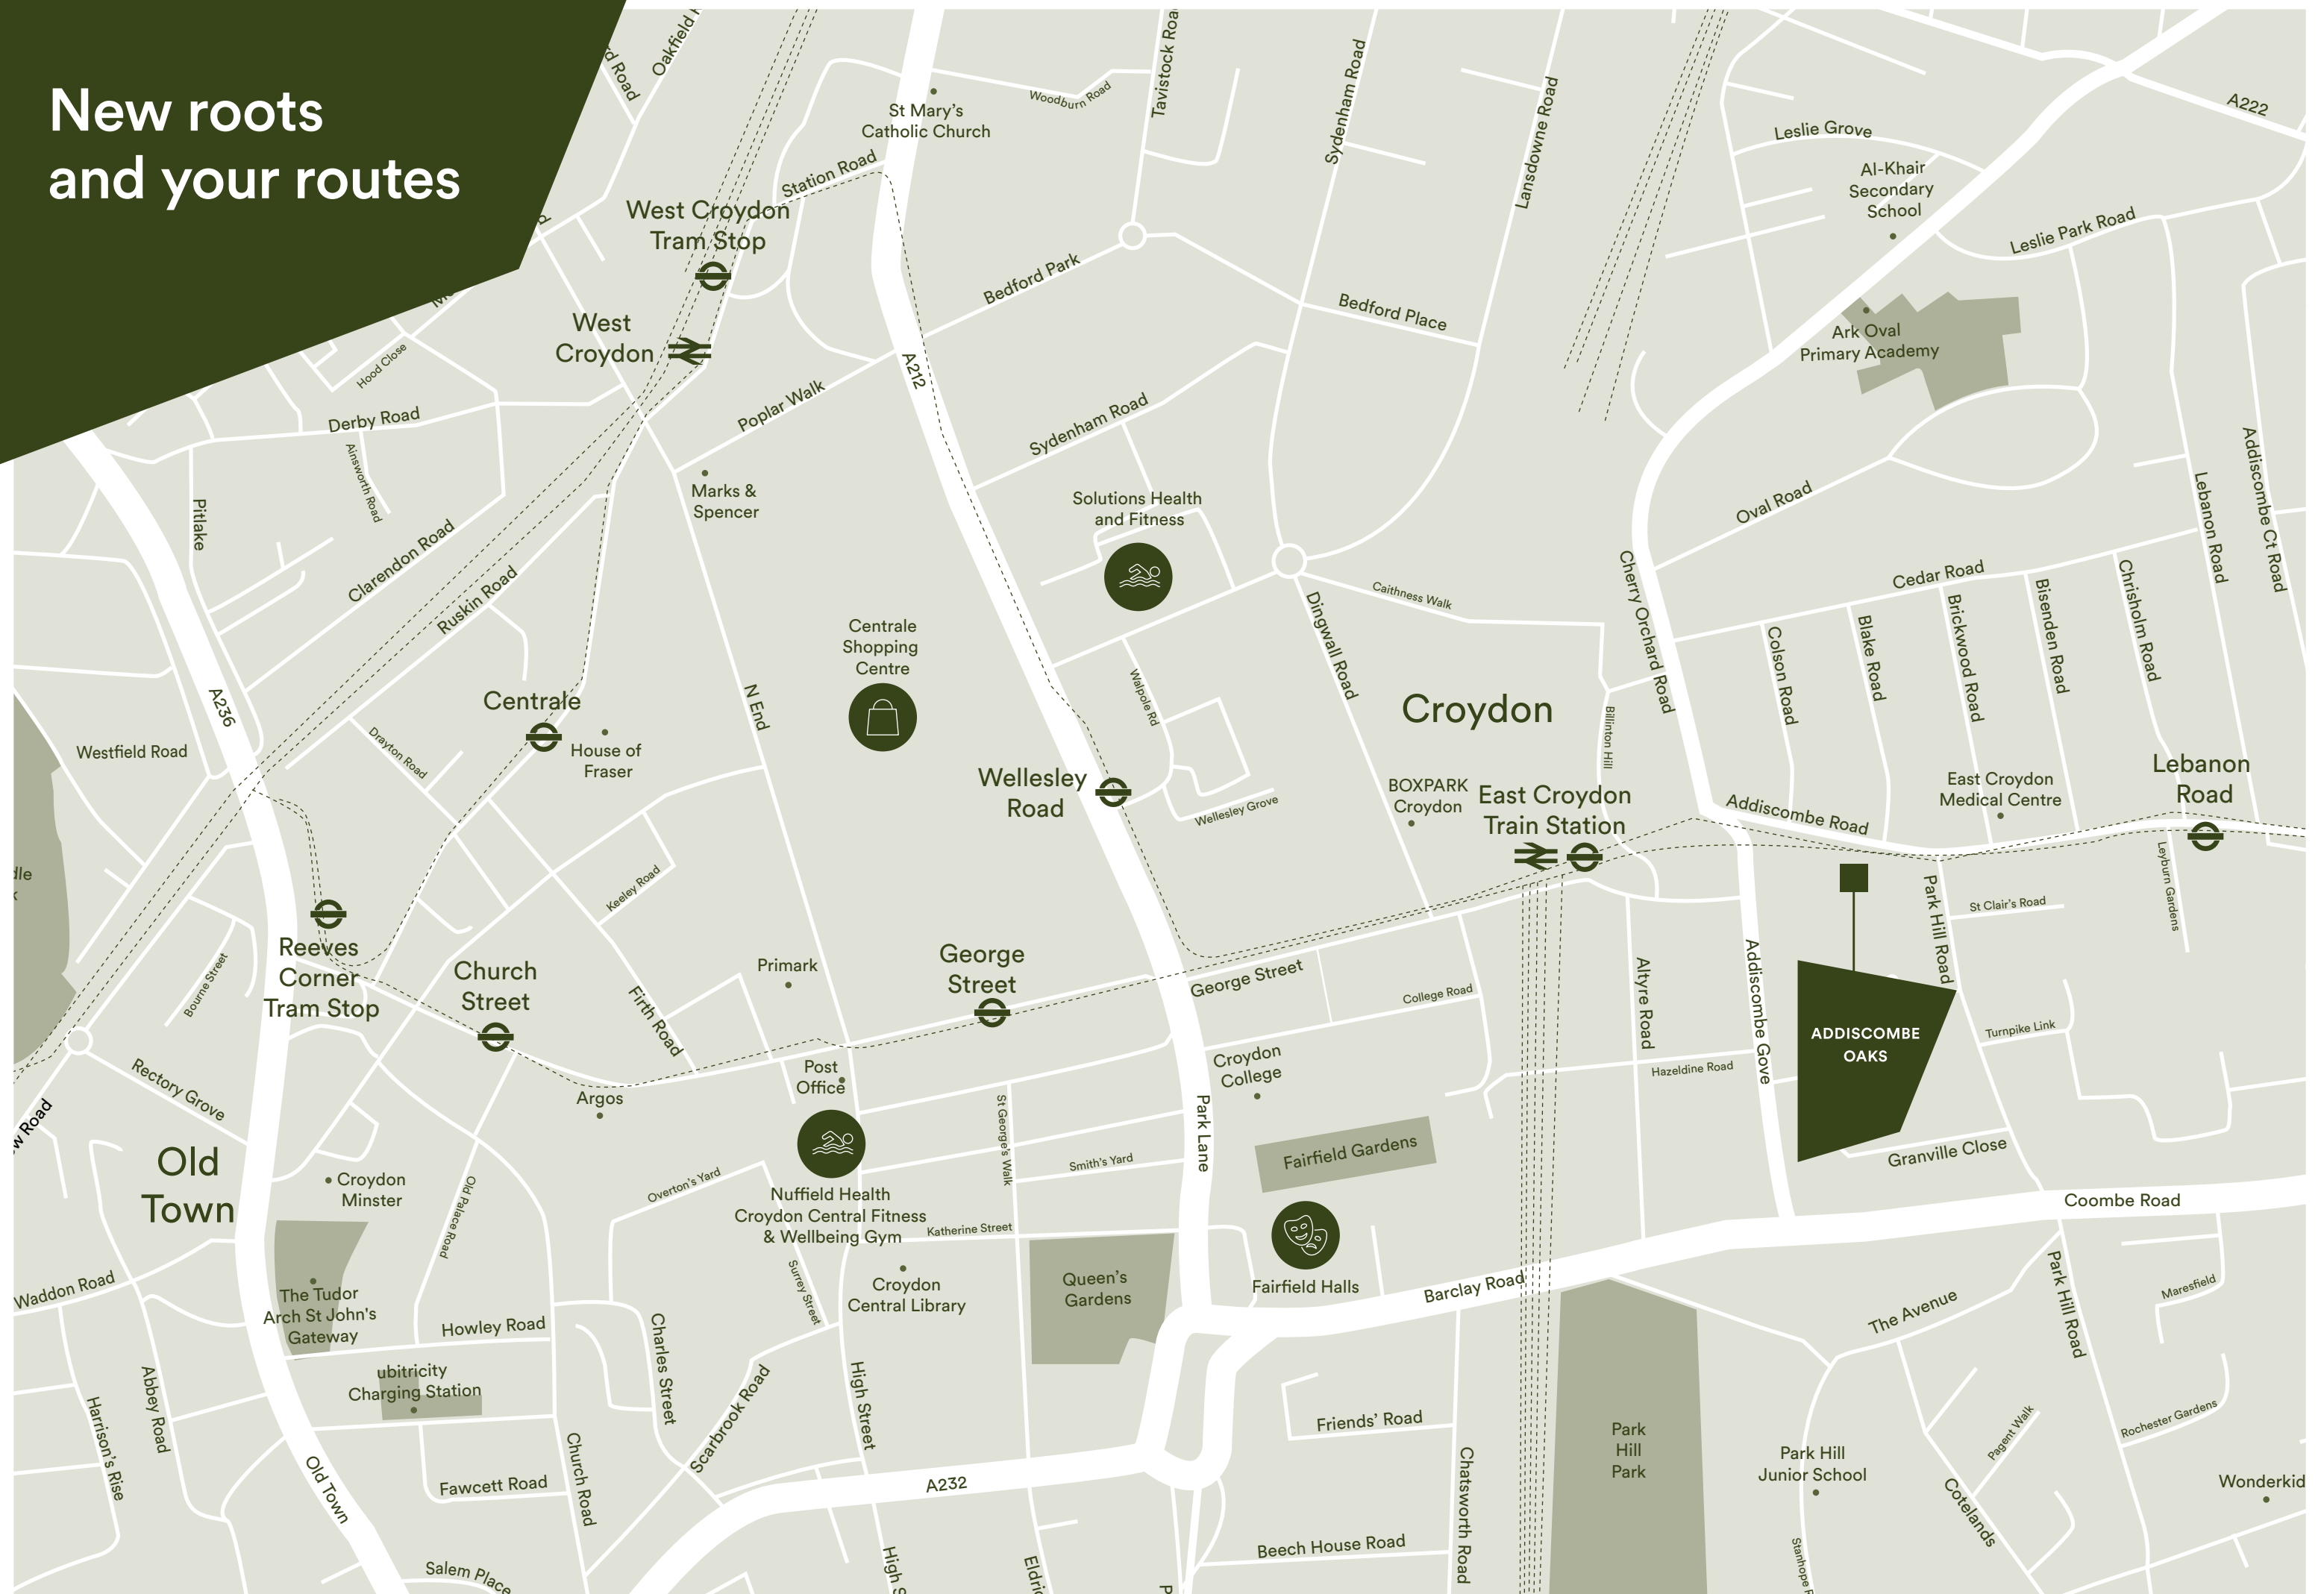 New roots
and your routes
Oakfield
Road
St Mary's
Catholic Church
Woodburn Road
Tavistock Road
Sydenham Road
Lansdowne Road
A222
Leslie Grove
Al-Khair
Secondary
School
Leslie Park Road
Station Road
West Croydon
Tram Stop
West
Croydon
Bedford Park
Bedford Place
Ark Oval
Primary Academy
Hood Close
Derby Road
Ainsworth Road
Poplar Walk
A212
Sydenham Road
Marks &
Spencer
Pitlake
Clarendon Road
Ruskin Road
Solutions Health
and Fitness
Oval Road
Lebanon Road
Addiscombe Ct Road
Cherry Orchard Road
Cedar Road
Colson Road
Blake Road
Brickwood Road
Bisenden Road
Chrisholm Road
Caithness Walk
Dingwall Road
Centrale
Shopping
Centre
N End
Walpole Rd
Croydon
Billinton Hill
A236
Westfield Road
Centrale
House of
Fraser
Drayton Road
Wellesley
Road
Wellesley Grove
BOXPARK
Croydon
East Croydon
Train Station
Addiscombe Road
East Croydon
Medical Centre
Lebanon
Road
Leyburn Gardens
Keeley Road
Reeves
Corner
Tram Stop
Bourne Street
Church
Street
Primark
George
Street
George Street
College Road
Firth Road
Altyre Road
Addiscombe Gove
Park Hill Road
St Clair's Road
Turnpike Link
ADDISCOMBE
OAKS
Hazeldine Road
Granville Close
Rectory Grove
Post
Office
Argos
Croydon
College
Park Lane
St George's Walk
Smith's Yard
Fairfield Gardens
Old
Town
Croydon
Minster
Old Palace Road
Overton's Yard
Nuffield Health
Croydon Central Fitness
& Wellbeing Gym
Katherine Street
Surrey Street
Croydon
Central Library
Queen's
Gardens
Fairfield Halls
Barclay Road
Coombe Road
Waddon Road
The Tudor
Arch St John's
Gateway
Howley Road
ubitricity
Charging Station
Charles Street
Scarbrook Road
High Street
The Avenue
Park Hill Road
Maresfield
Harrison's Rise
Abbey Road
Old Town
Fawcett Road
Church Road
A232
Friends' Road
Chatsworth Road
Park
Hill
Park
Park Hill
Junior School
Pagent Walk
Rochester Gardens
Cotelands
Wonderkid
Salem Place
High S
Beech House Road